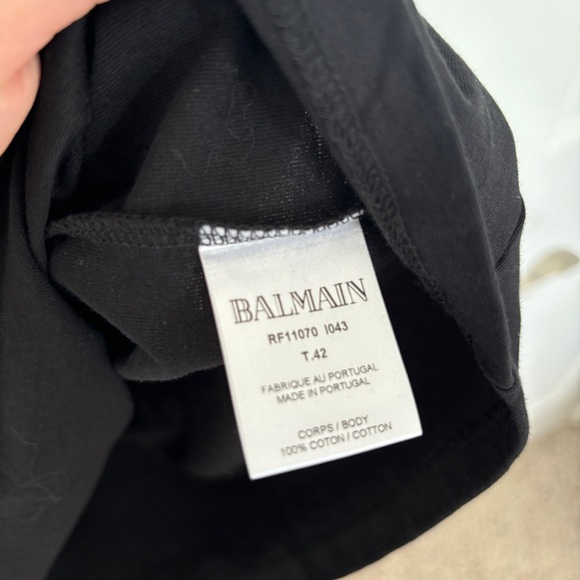 BALMAIN
RF11070 I043
T.42
FABRIQUE AU PORTUGAL
MADE IN PORTUGAL
CORPS / BODY
100% COTON / COTTON